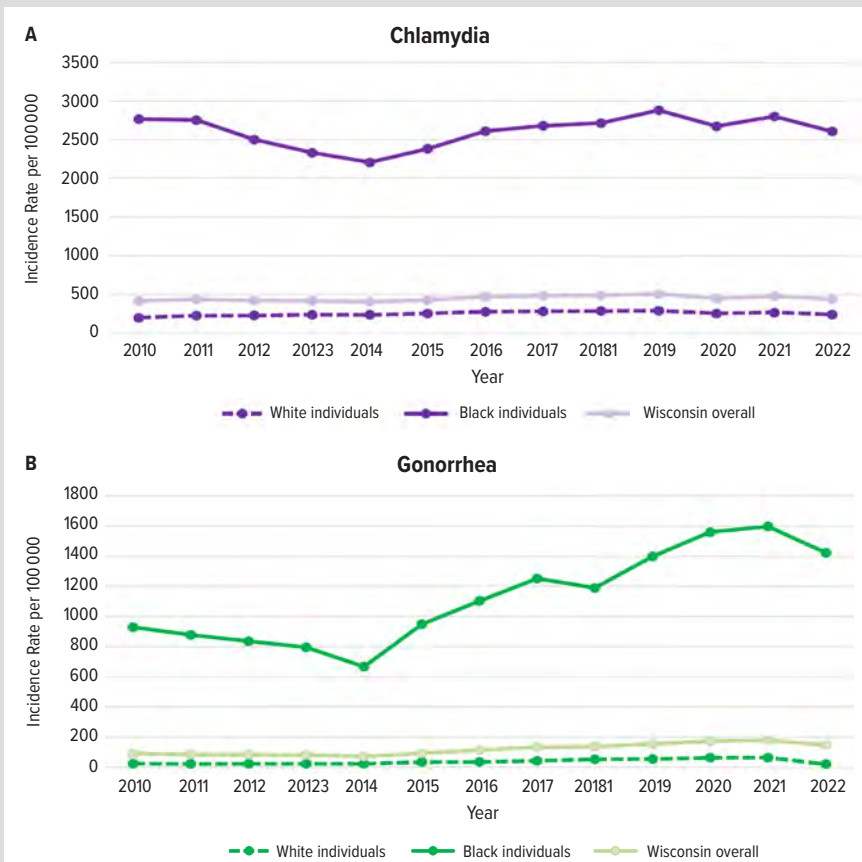 A
Chlamydia
Incidence Rate per 100 000
3500
3000
2500
2000
1500
1000
500
0
2010 2011 2012 20123 2014 2015 2016 2017 20181 2019 2020 2021 2022
Year
White individuals Black individuals Wisconsin overall
B
Gonorrhea
Incidence Rate per 100 000
1800
1600
1400
1200
1000
800
600
400
200
0
2010 2011 2012 20123 2014 2015 2016 2017 20181 2019 2020 2021 2022
Year
White individuals Black individuals Wisconsin overall